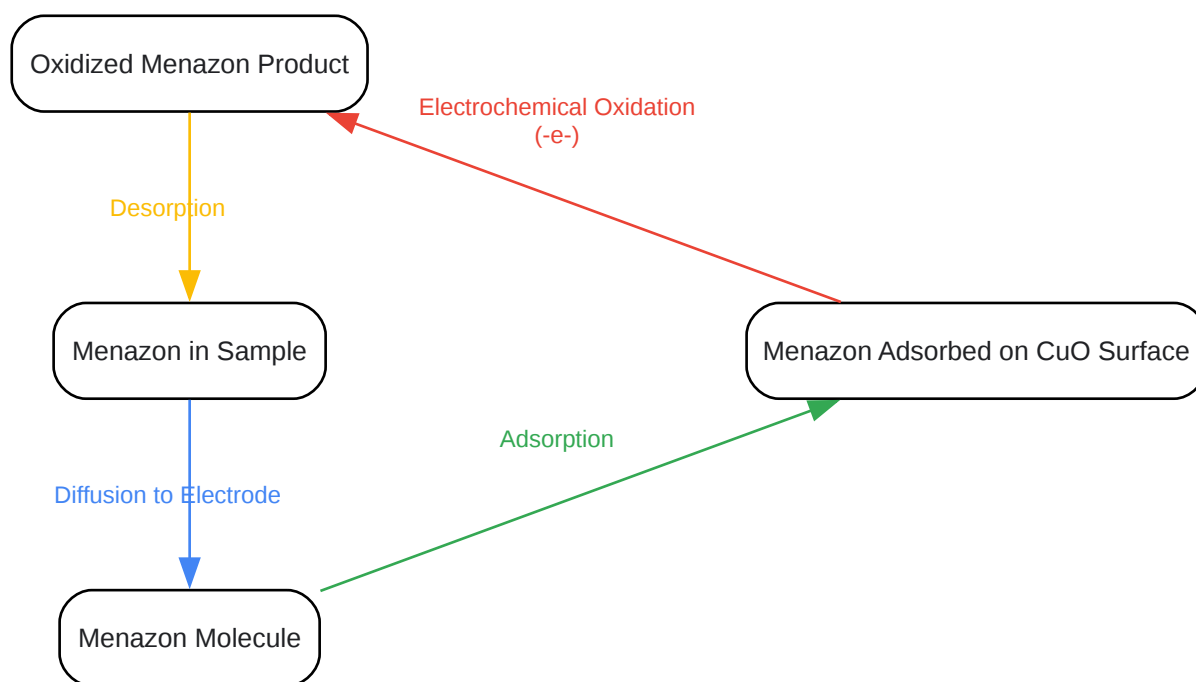 Oxidized Menazon Product
Electrochemical Oxidation
(-e-)
Desorption
Menazon in Sample
Menazon Adsorbed on CuO Surface
Adsorption
Diffusion to Electrode
Menazon Molecule